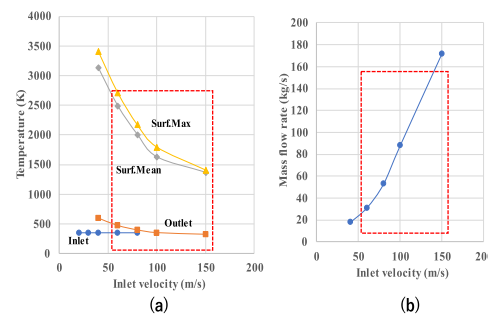 4000
3500
3000
2500
2000
1500
1000
500
0
Temperature (K)
Surf.Max
Surf.Mean
Outlet
Inlet
0 50 100 150 200
Inlet velocity (m/s)
(a)
200
180
160
140
120
100
80
60
40
20
0
Mass flow rate (kg/s)
0 50 100 150 200
Inlet velocity (m/s)
(b)